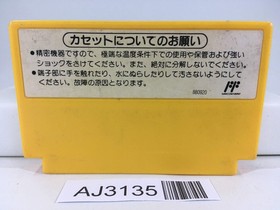 カセットについてのお願い
●精密機器ですので、極端な温度条件下での使用や保管および強い
ショックをさけてください。また、絶対に分解しないでください。
●端子部に手を触れたり、水にぬらしたりして汚さないようにして
ください。故障の原因となります。
AJ3135